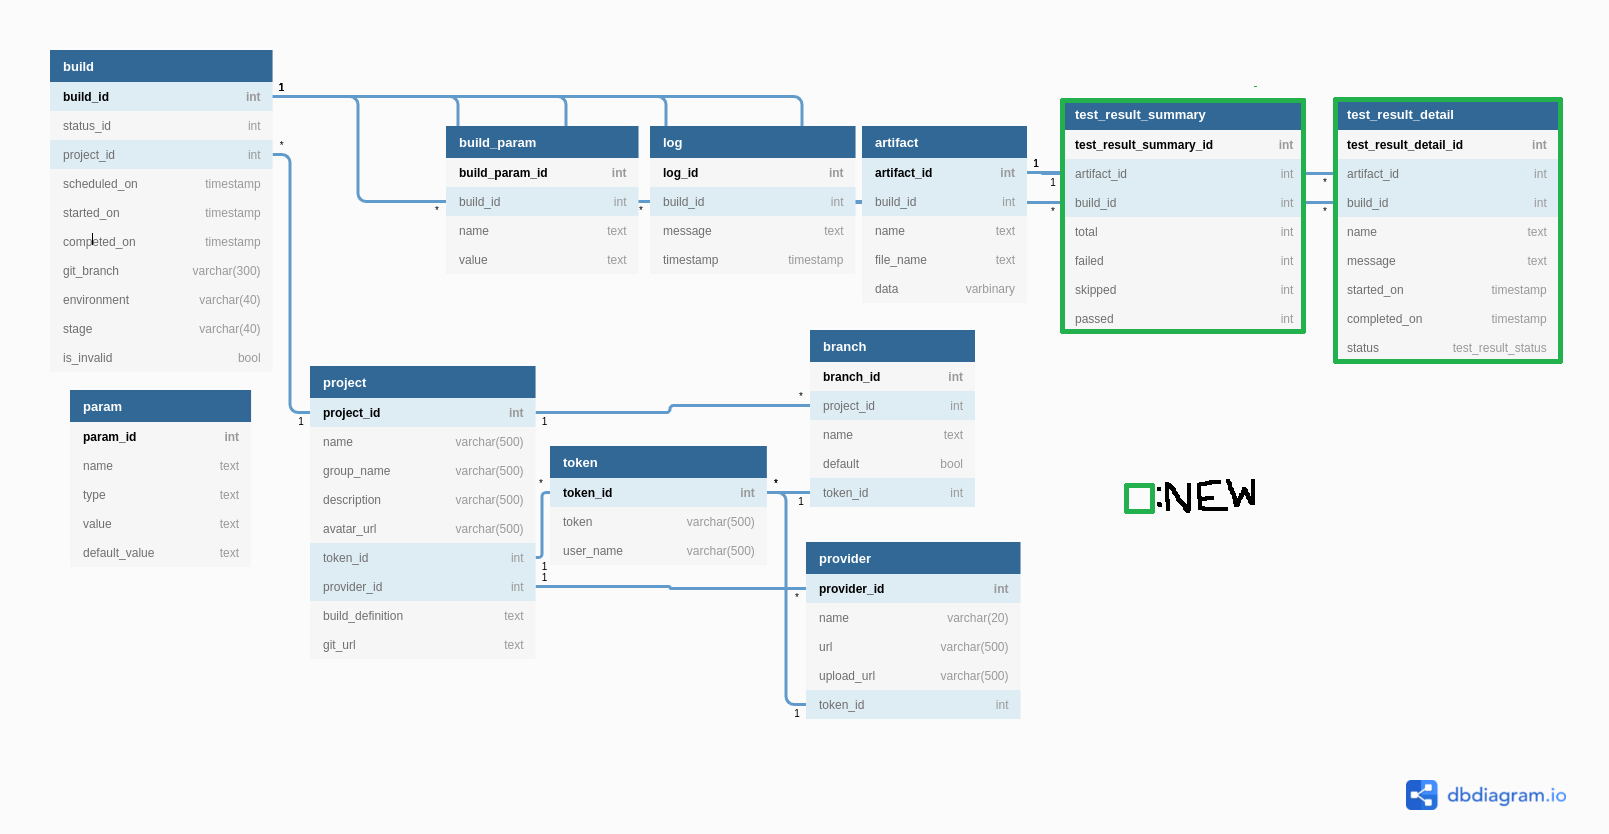 build
build_id int
status_id int
project_id int
scheduled_on timestamp
started_on timestamp
competed_on timestamp
git_branch varchar(300)
environment varchar(40)
stage varchar(40)
is_invalid bool
1
*
param
param_id int
name text
type text
value text
default_value text
build_param
build_param_id int
build_id int
name text
value text
*
log
log_id int
build_id int
message text
timestamp timestamp
*
artifact
artifact_id int
build_id int
name text
file_name text
data varbinary
1
1
*
test_result_summary
test_result_summary_id int
artifact_id int
build_id int
total int
failed int
skipped int
passed int
*
*
test_result_detail
test_result_detail_id int
artifact_id int
build_id int
name text
message text
started_on timestamp
completed_on timestamp
status test_result_status
project
1
project_id int
1
name varchar(500)
group_name varchar(500)
description varchar(500)
avatar_url varchar(500)
token_id int
1
1
provider_id int
build_definition text
git_url text
token
*
token_id int
*
token varchar(500)
user_name varchar(500)
branch
branch_id int
*
project_id int
name text
default bool
token_id int
1
provider
provider_id int
*
name varchar(20)
url varchar(500)
upload_url varchar(500)
token_id int
1
:NEW
dbdiagram.io